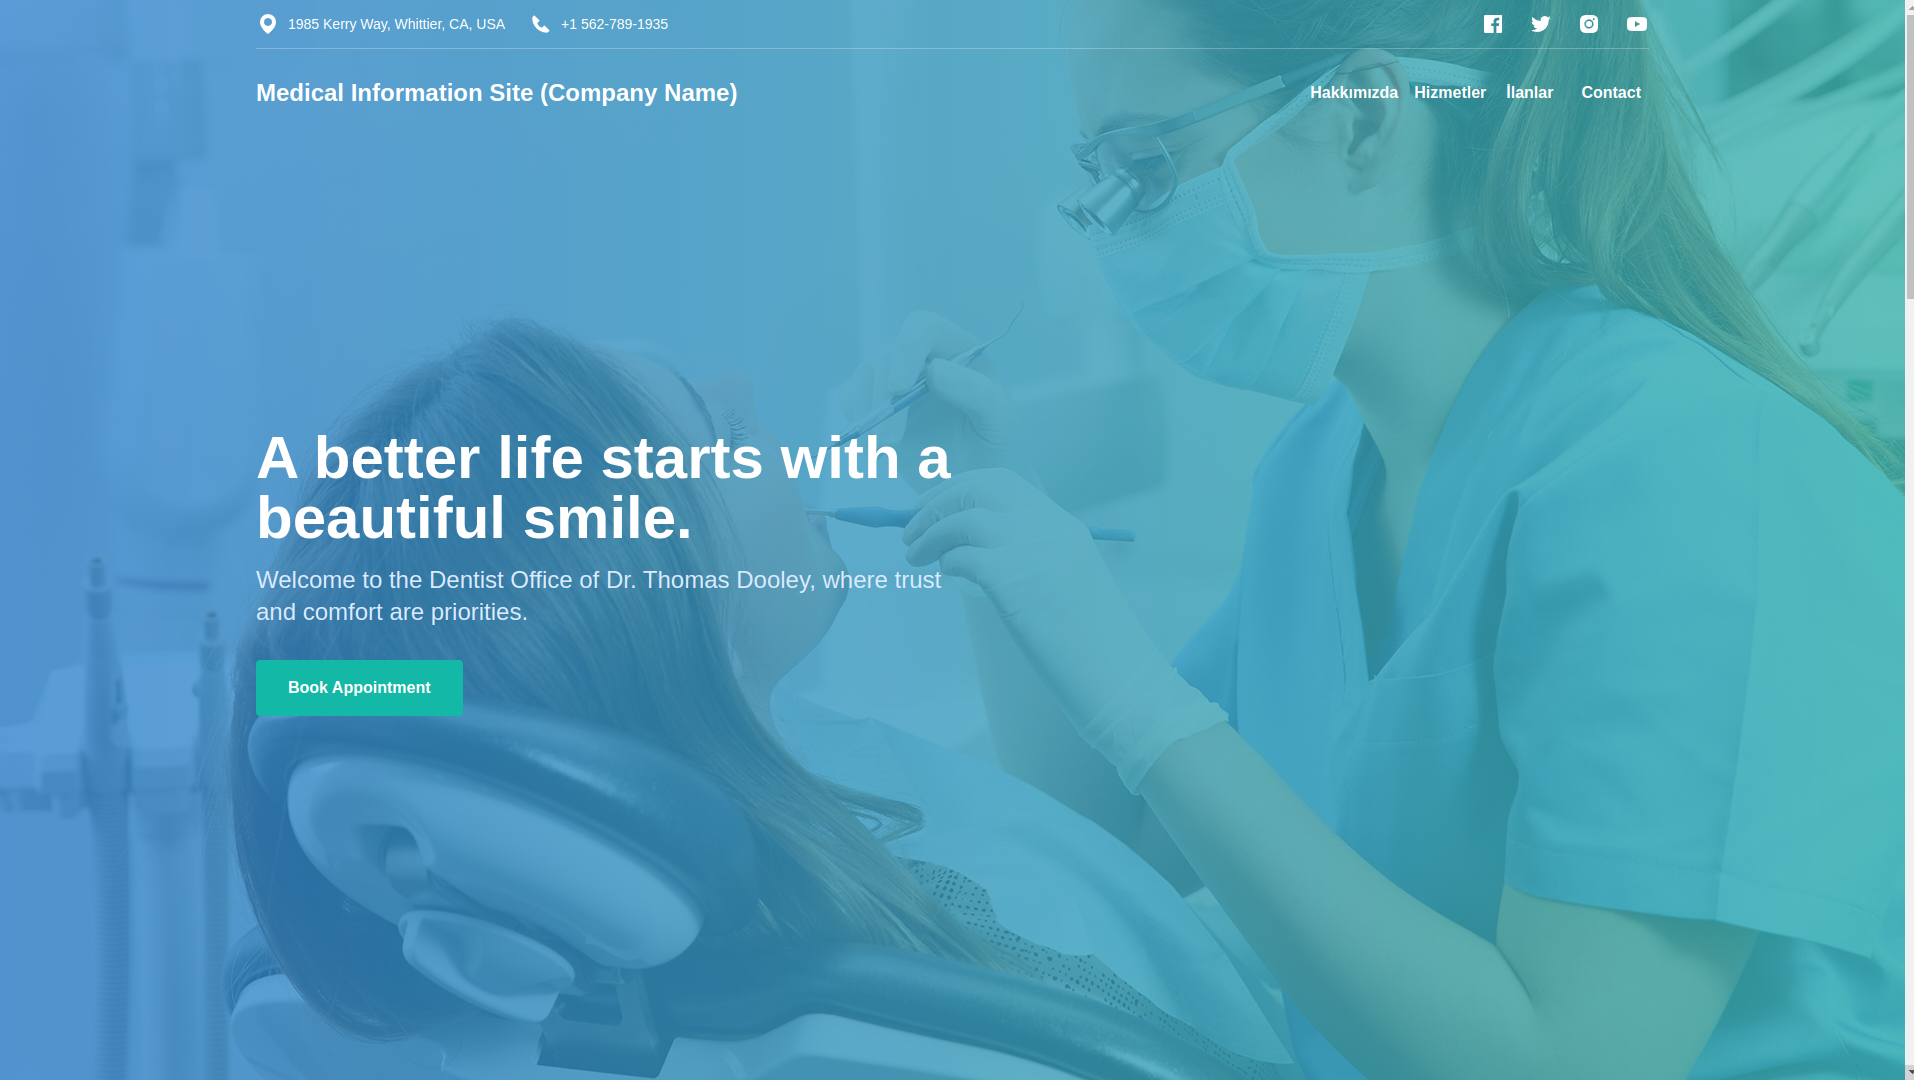 1985 Kerry Way, Whittier, CA, USA
+1 562-789-1935
Medical Information Site (Company Name)
Hakkımızda
Hizmetler
İlanlar
Contact
A better life starts with a
beautiful smile.
Welcome to the Dentist Office of Dr. Thomas Dooley, where trust
and comfort are priorities.
Book Appointment